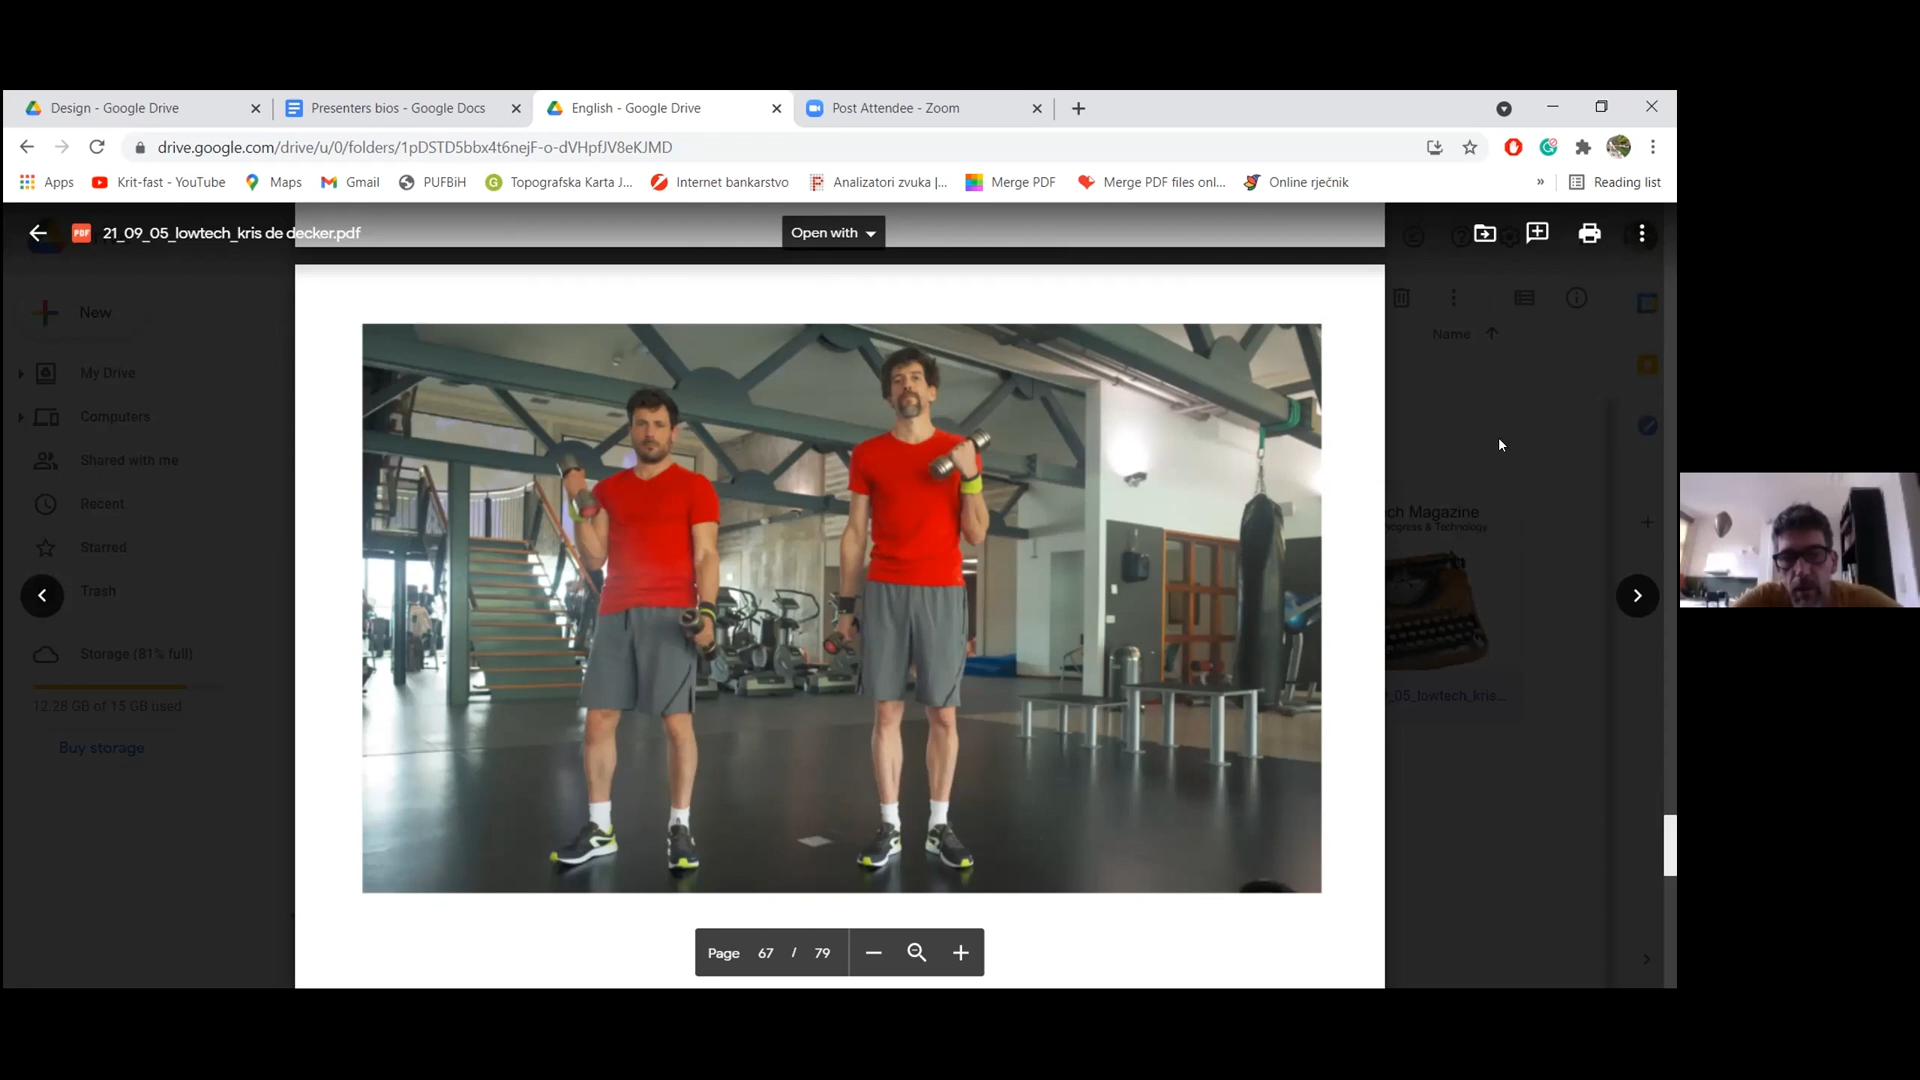 Design - Google Drive
Presenters bios - Google Docs
English - Google Drive
Post Attendee - Zoom
drive.google.com/drive/u/0/folders/1pDSTD5bbx4t6nejF-o-dVHpfJV8eKJMD
Apps
Krit-fast - YouTube
Maps
Gmail
PUFBiH
Topografska Karta J...
Internet bankarstvo
Analizatori zvuka |...
Merge PDF
Merge PDF files onl...
Online rječnik
»
Reading list
PDF
21_09_05_lowtech_kris de decker.pdf
Open with
New
Name
My Drive
Computers
Shared with me
Recent
Starred
Trash
Storage (81% full)
12.28 GB of 15 GB used
Buy storage
ch Magazine
ogress & Technology
_05_lowtech_kris...
Page 67 / 79